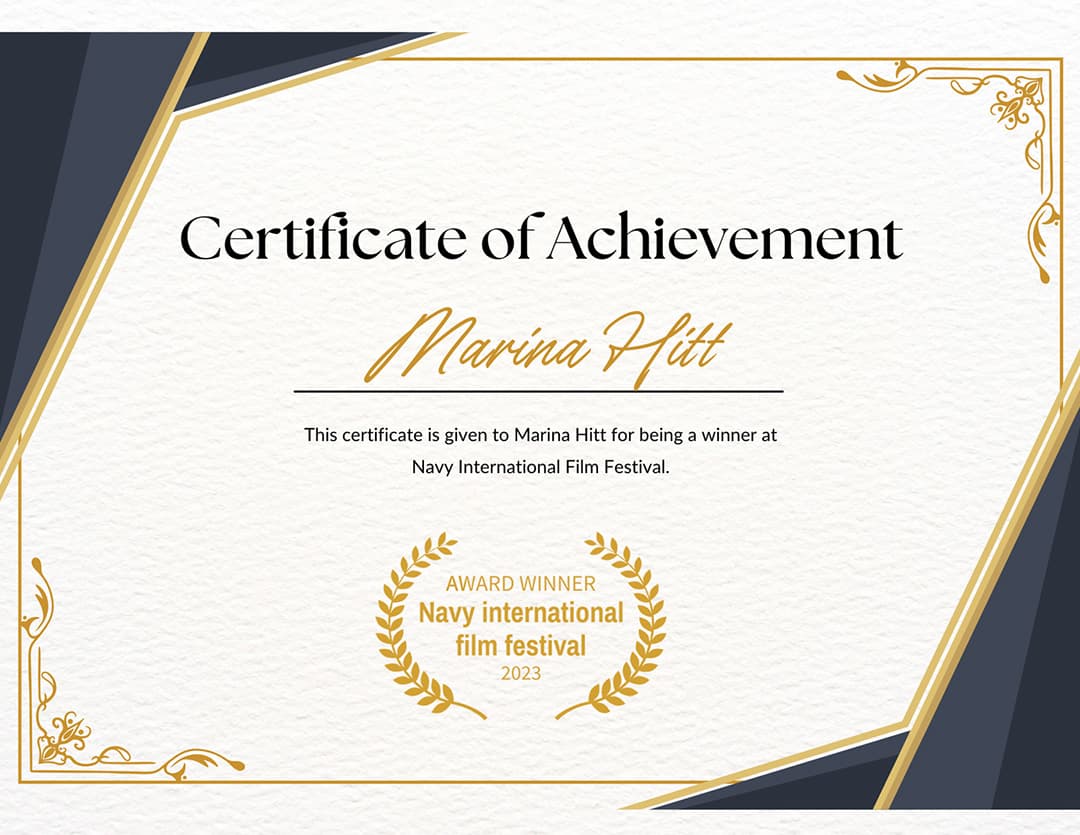 Certificate of Achievement
Marina Hitt
This certificate is given to Marina Hitt for being a winner at
Navy International Film Festival.
AWARD WINNER
Navy international
film festival
2023